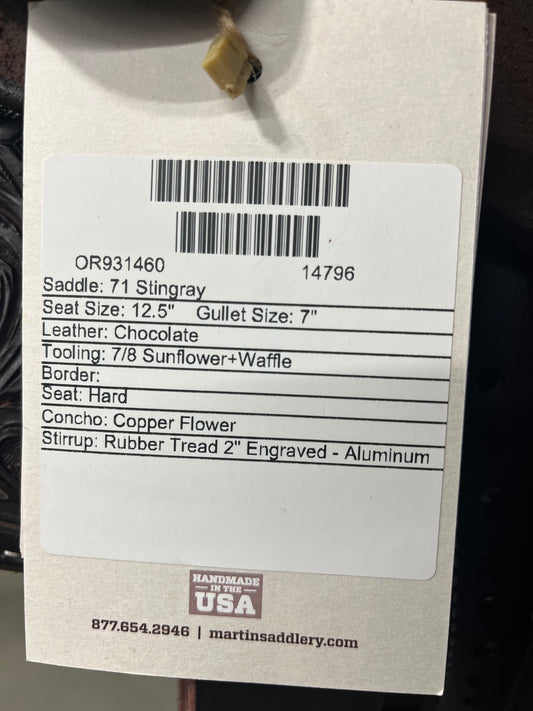 OR931460 14796
Saddle: 71 Stingray
Seat Size: 12.5" Gullet Size: 7"
Leather: Chocolate
Tooling: 7/8 Sunflower+Waffle
Border:
Seat: Hard
Concho: Copper Flower
Stirrup: Rubber Tread 2" Engraved - Aluminum
HANDMADE
IN THE
USA
877.654.2946 | martinsaddlery.com